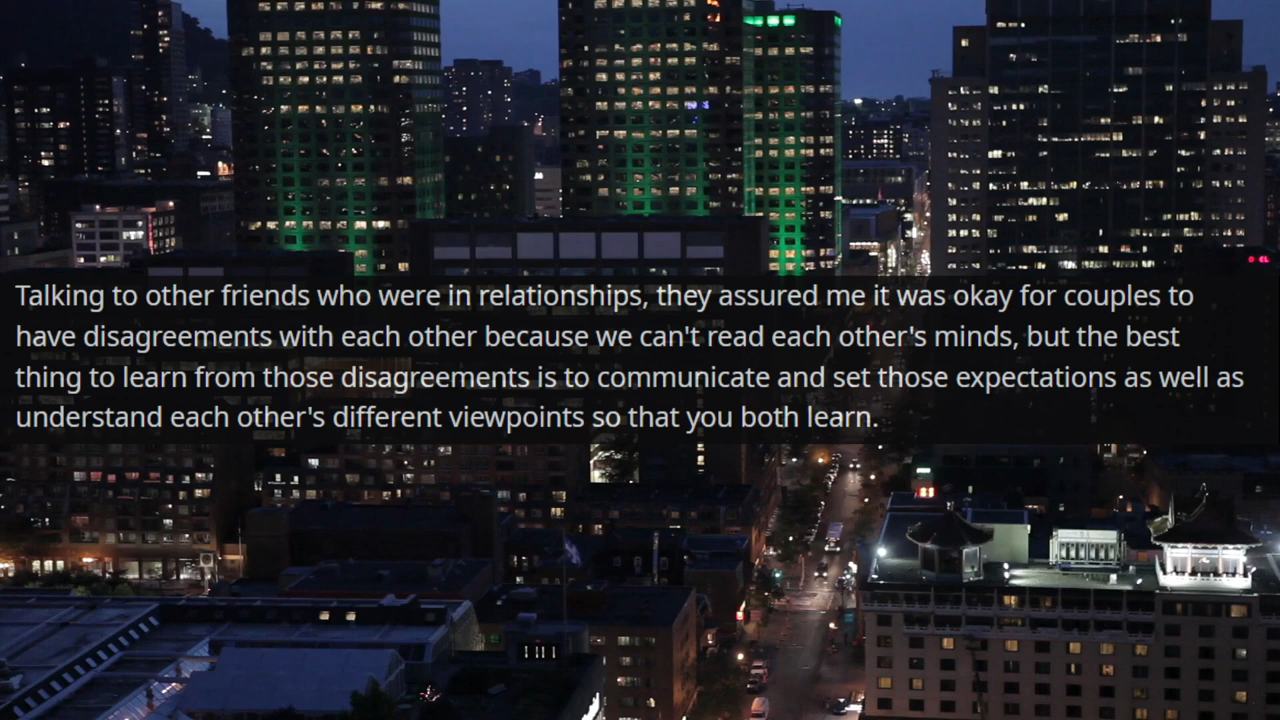 Talking to other friends who were in relationships, they assured me it was okay for couples to
have disagreements with each other because we can't read each other's minds, but the best
thing to learn from those disagreements is to communicate and set those expectations as well as
understand each other's different viewpoints so that you both learn.